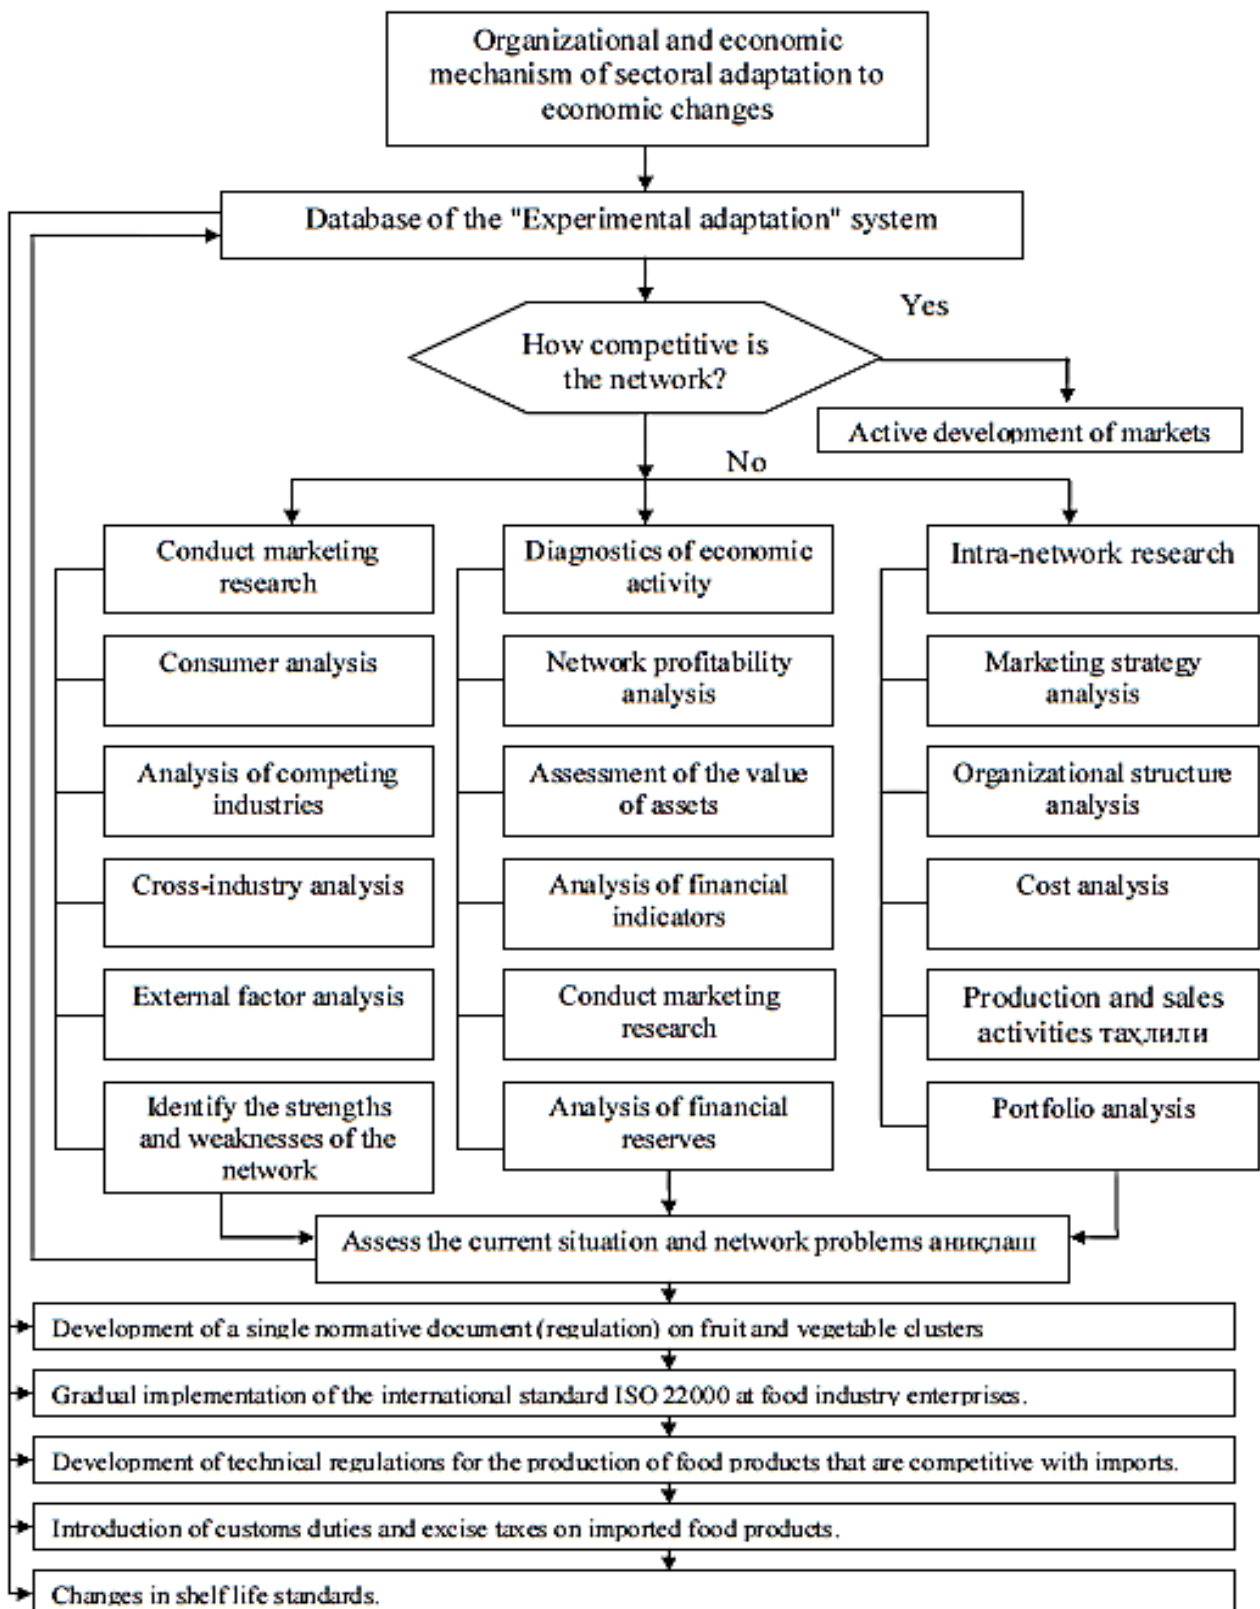 Organizational and economic
mechanism of sectoral adaptation to
economic changes
Database of the "Experimental adaptation" system
Yes
How competitive is
the network?
Active development of markets
No
Conduct marketing
research
Consumer analysis
Analysis of competing
industries
Cross-industry analysis
External factor analysis
Identify the strengths
and weaknesses of the
network
Diagnostics of economic
activity
Network profitability
analysis
Assessment of the value
of assets
Analysis of financial
indicators
Conduct marketing
research
Analysis of financial
reserves
Intra-network research
Marketing strategy
analysis
Organizational structure
analysis
Cost analysis
Production and sales
activities таҳлили
Portfolio analysis
Assess the current situation and network problems аниқлаш
Development of a single normative document (regulation) on fruit and vegetable clusters
Gradual implementation of the international standard ISO 22000 at food industry enterprises.
Development of technical regulations for the production of food products that are competitive with imports.
Introduction of customs duties and excise taxes on imported food products.
Changes in shelf life standards.